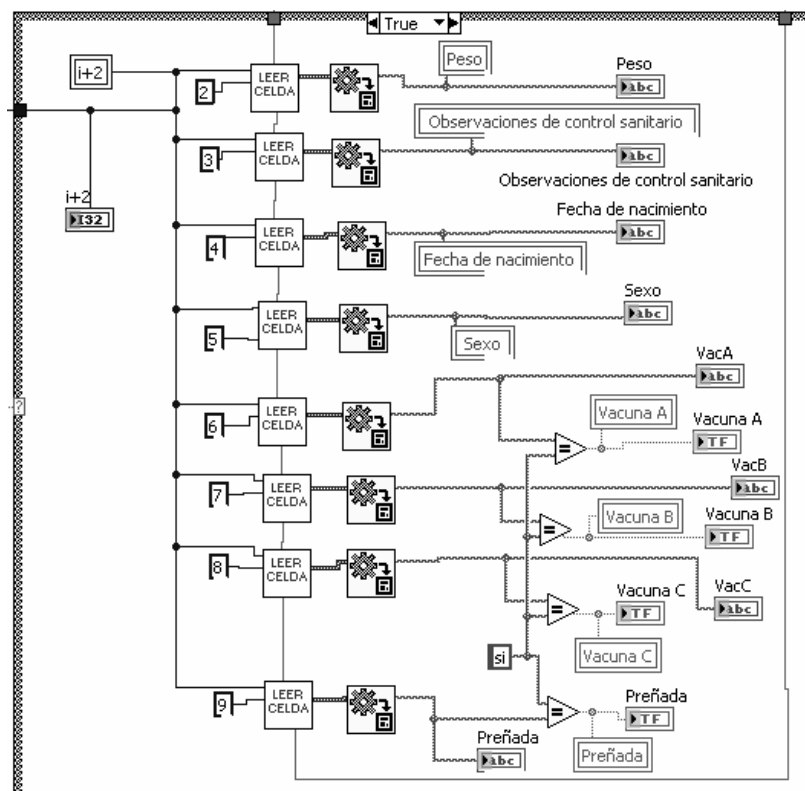 True
Peso
Peso
i+2
LEER
CELDA
2
abc
Observaciones de control sanitario
LEER
CELDA
3
abc
Observaciones de control sanitario
i+2
I32
Fecha de nacimiento
LEER
CELDA
4
abc
Fecha de nacimiento
Sexo
LEER
CELDA
5
abc
Sexo
VacA
abc
LEER
CELDA
6
Vacuna A
Vacuna A
=
TF
?
VacB
LEER
CELDA
7
abc
Vacuna B
Vacuna B
=
TF
LEER
CELDA
8
Vacuna C
VacC
=
TF
abc
si
Vacuna C
LEER
CELDA
9
Preñada
=
TF
Preñada
abc
Preñada